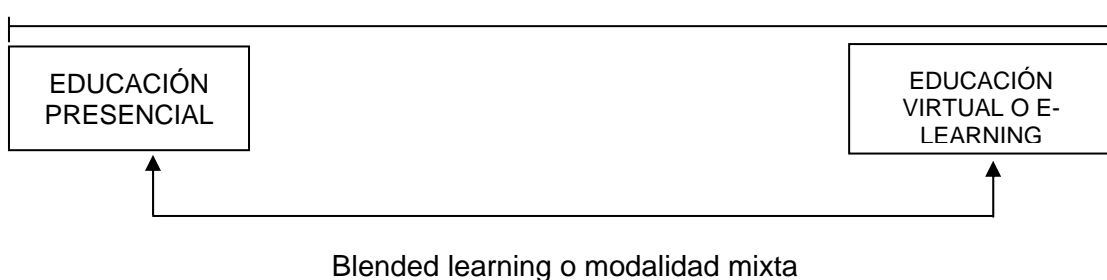 EDUCACIÓN
PRESENCIAL
EDUCACIÓN
VIRTUAL O E-
LEARNING
Blended learning o modalidad mixta